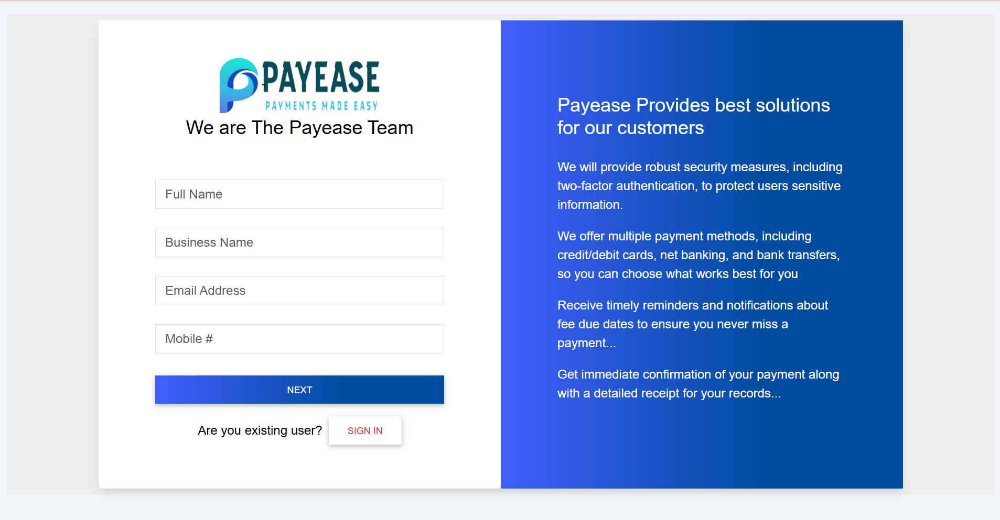 PAYEASE
PAYMENTS MADE EASY
We are The Payease Team
Full Name
Business Name
Email Address
Mobile #
NEXT
Are you existing user?
SIGN IN
Payease Provides best solutions
for our customers
We will provide robust security measures, including
two-factor authentication, to protect users sensitive
information.
We offer multiple payment methods, including
credit/debit cards, net banking, and bank transfers,
so you can choose what works best for you
Receive timely reminders and notifications about
fee due dates to ensure you never miss a
payment...
Get immediate confirmation of your payment along
with a detailed receipt for your records...